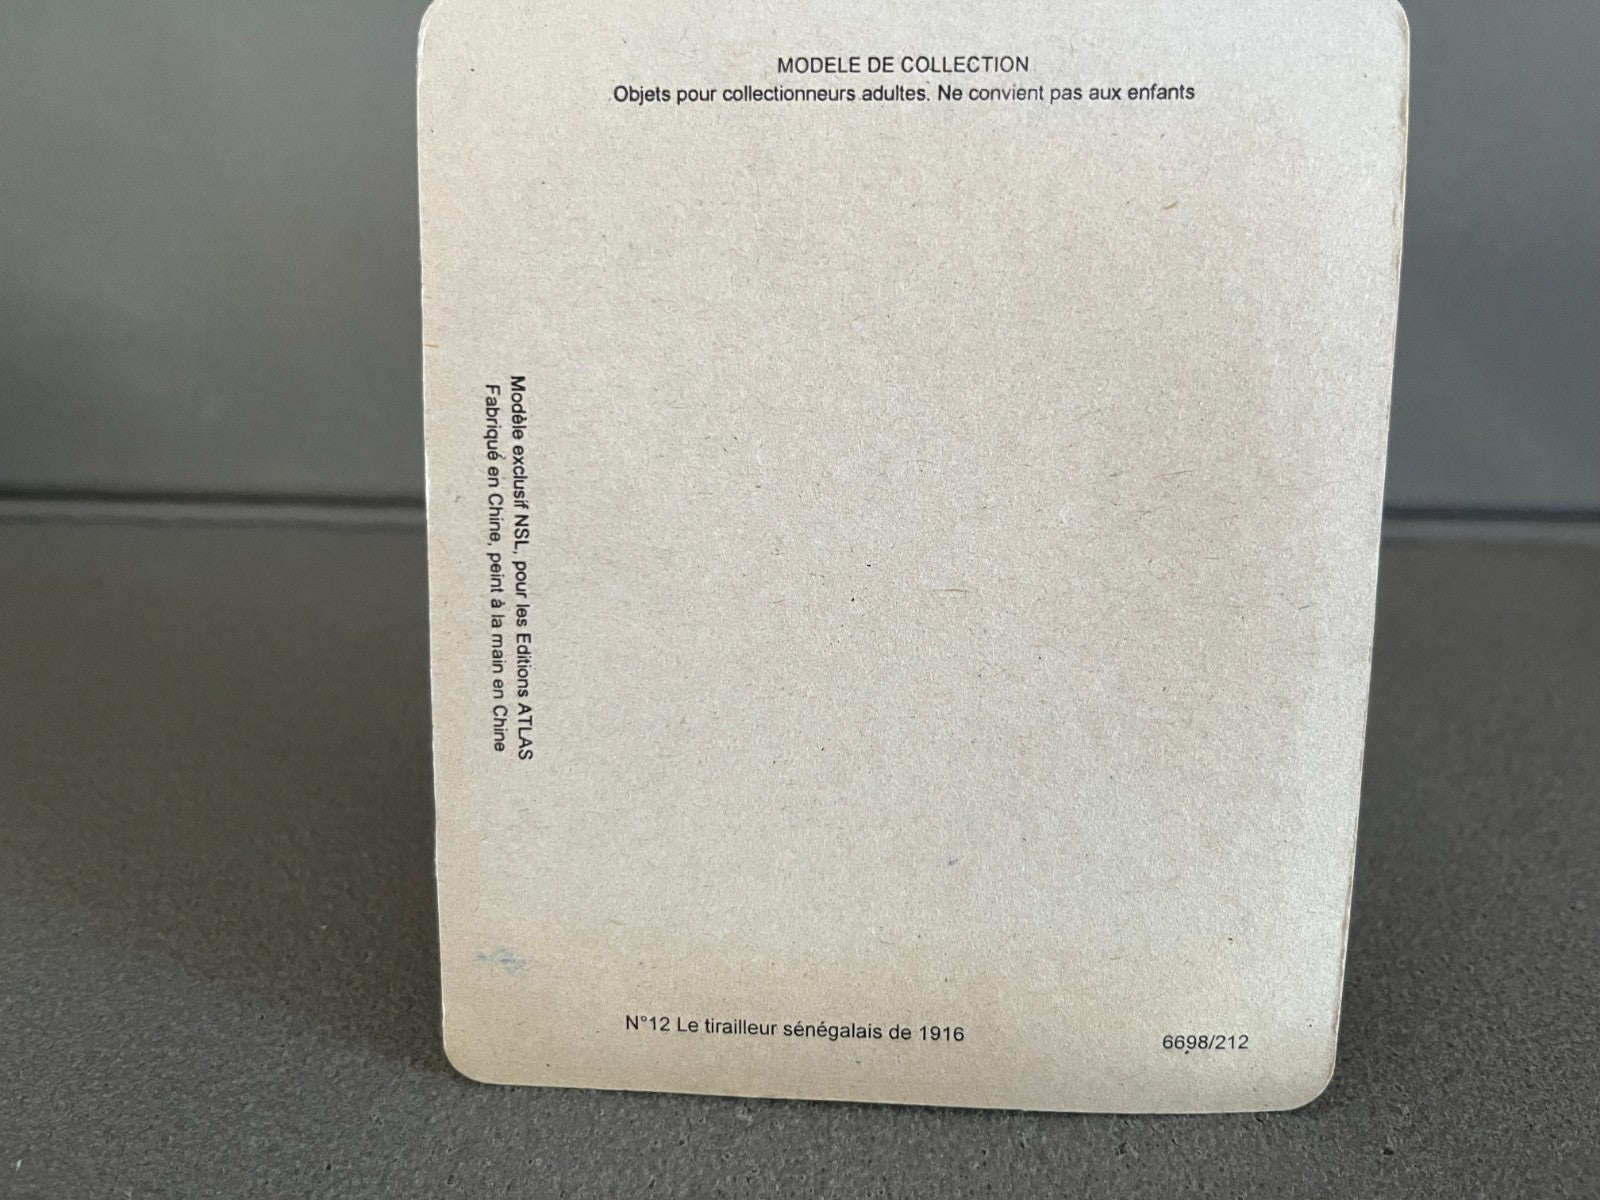 MODELE DE COLLECTION
Objets pour collectionneurs adultes. Ne convient pas aux enfants
Modèle exclusif NSL, pour les Editions ATLAS
Fabriqué en Chine, peint à la main en Chine
N°12 Le tirailleur sénégalais de 1916
6698/212